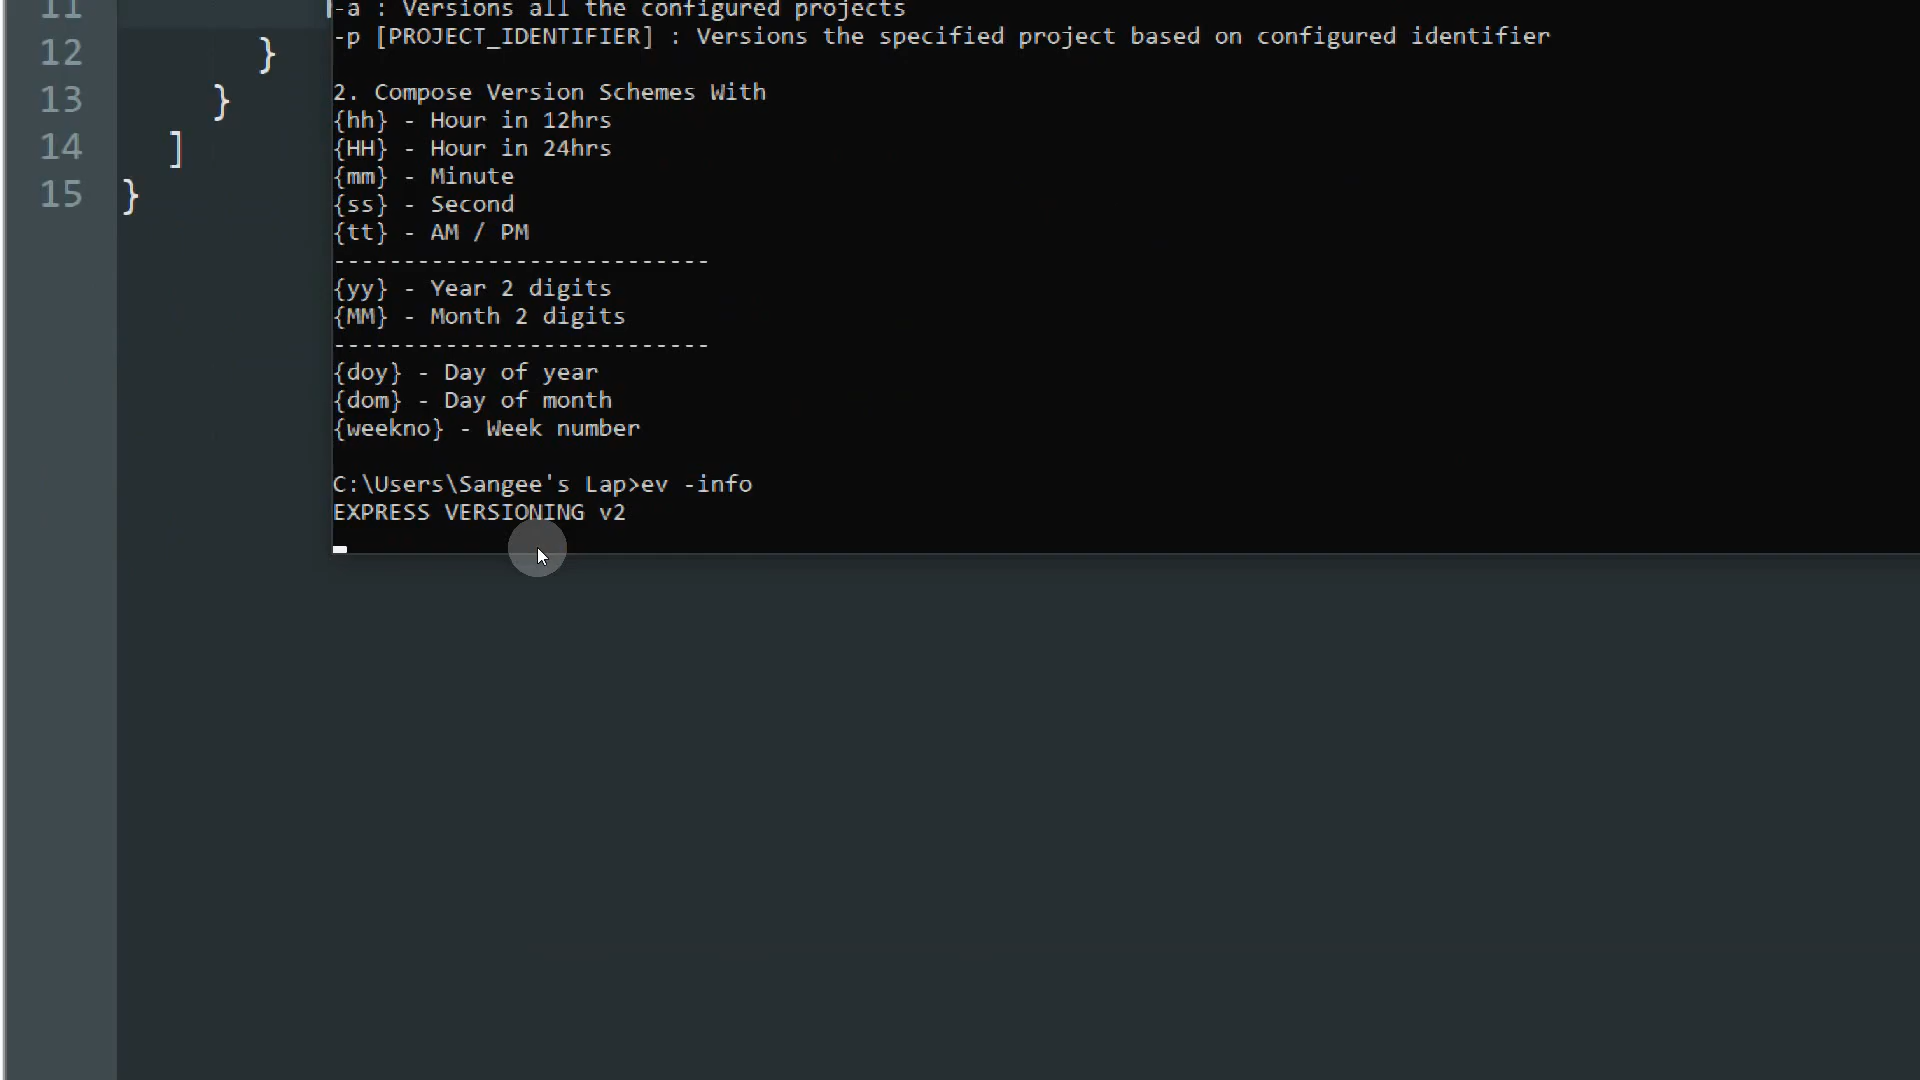 11
12 }
13 }
14 ]
15 }
-a : Versions all the configured projects
-p [PROJECT_IDENTIFIER] : Versions the specified project based on configured identifier
2. Compose Version Schemes With
{hh} - Hour in 12hrs
{HH} - Hour in 24hrs
{mm} - Minute
{ss} - Second
{tt} - AM / PM
---------------------------
{yy} - Year 2 digits
{MM} - Month 2 digits
---------------------------
{doy} - Day of year
{dom} - Day of month
{weekno} - Week number
C:\Users\Sangee's Lap>ev -info
EXPRESS VERSIONING v2